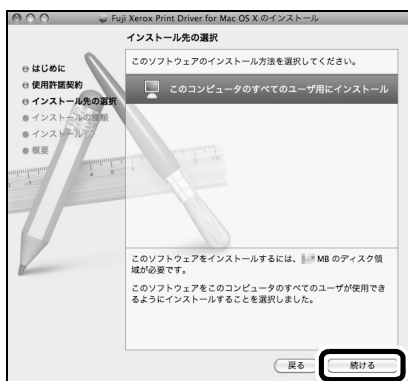 Fuji Xerox Print Driver for Mac OS X のインストール
インストール先の選択
はじめに
使用許諾契約
インストール先の選択
インストールの種類
インストール
概要
このソフトウェアのインストール方法を選択してください。
このコンピュータのすべてのユーザ用にインストール
このソフトウェアをインストールするには、 MB のディスク領
域が必要です。
このソフトウェアをこのコンピュータのすべてのユーザが使用でき
るようにインストールすることを選択しました。
戻る
続ける